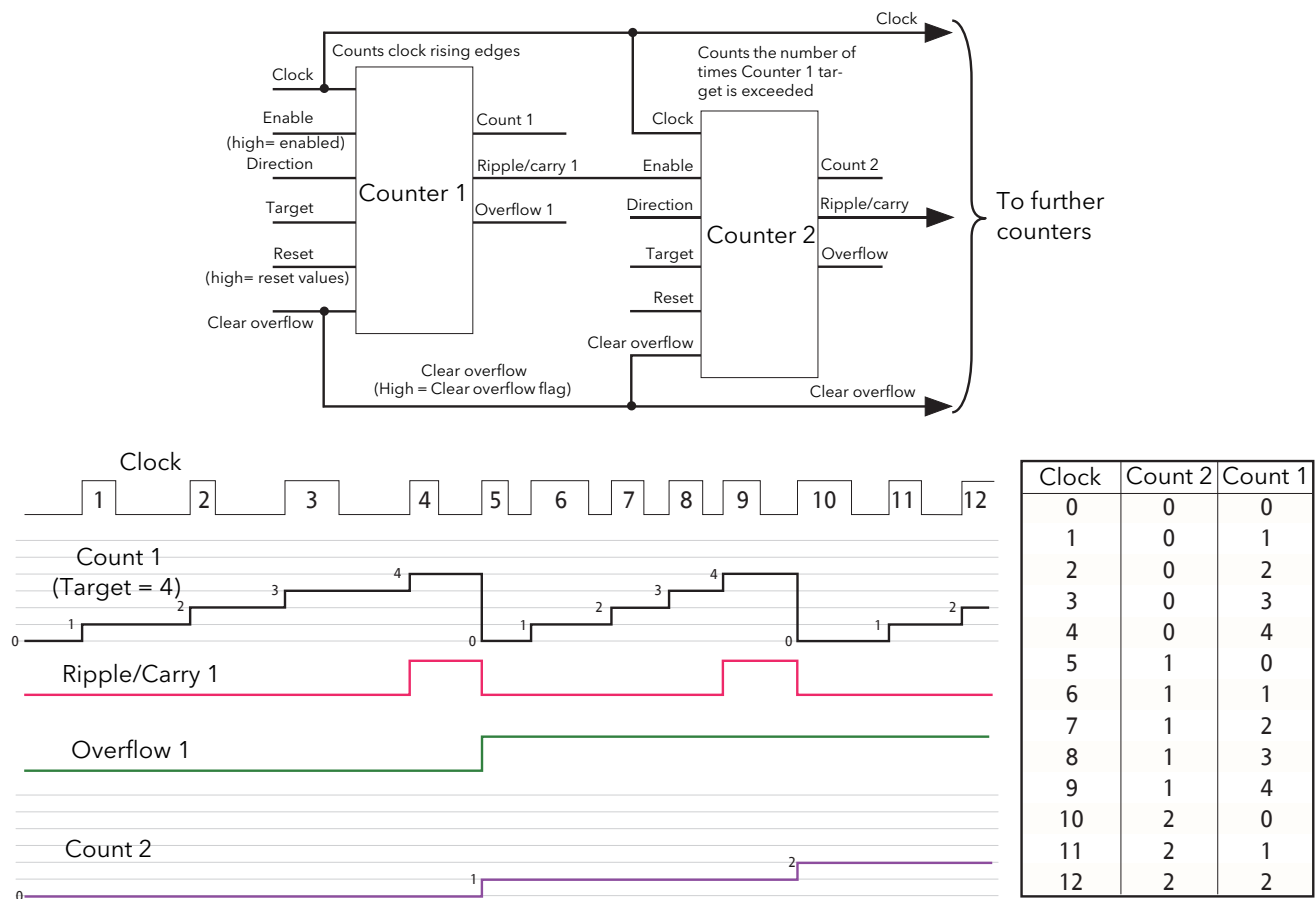 Clock
Counts clock rising edges
Counts the number of
times Counter 1 tar-
get is exceeded
Clock
Enable
(high= enabled)
Direction
Target
Reset
(high= reset values)
Clear overflow
Counter 1
Count 1
Ripple/carry 1
Overflow 1
Clock
Enable
Direction
Target
Reset
Clear overflow
Counter 2
Count 2
Ripple/carry
Overflow
To further
counters
Clear overflow
(High = Clear overflow flag)
Clear overflow
Clock
1 2 3 4 5 6 7 8 9 10 11 12
Count 1
(Target = 4)
0 1 2 3 4 0 1 2 3 4 0 1 2
Ripple/Carry 1
Overflow 1
Count 2
0 1 2
Clock Count 2 Count 1
0 0 0
1 0 1
2 0 2
3 0 3
4 0 4
5 1 0
6 1 1
7 1 2
8 1 3
9 1 4
10 2 0
11 2 1
12 2 2